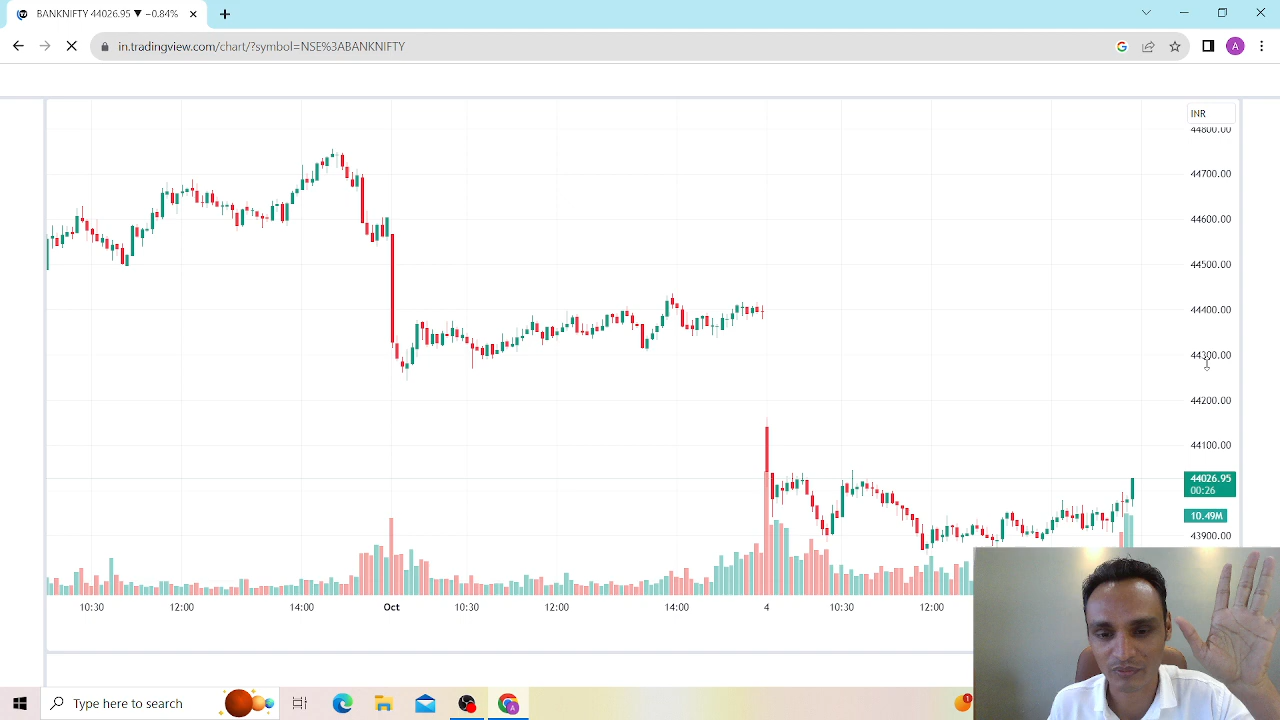 BANKNIFTY 44026.95 ▼ −0.84%
in.tradingview.com/chart/?symbol=NSE%3ABANKNIFTY
INR
44800.00
44700.00
44600.00
44500.00
44400.00
44300.00
44200.00
44100.00
44026.95
00:26
10.49M
43900.00
10:30 12:00 14:00 Oct 10:30 12:00 14:00 4 10:30 12:00
Type here to search
1